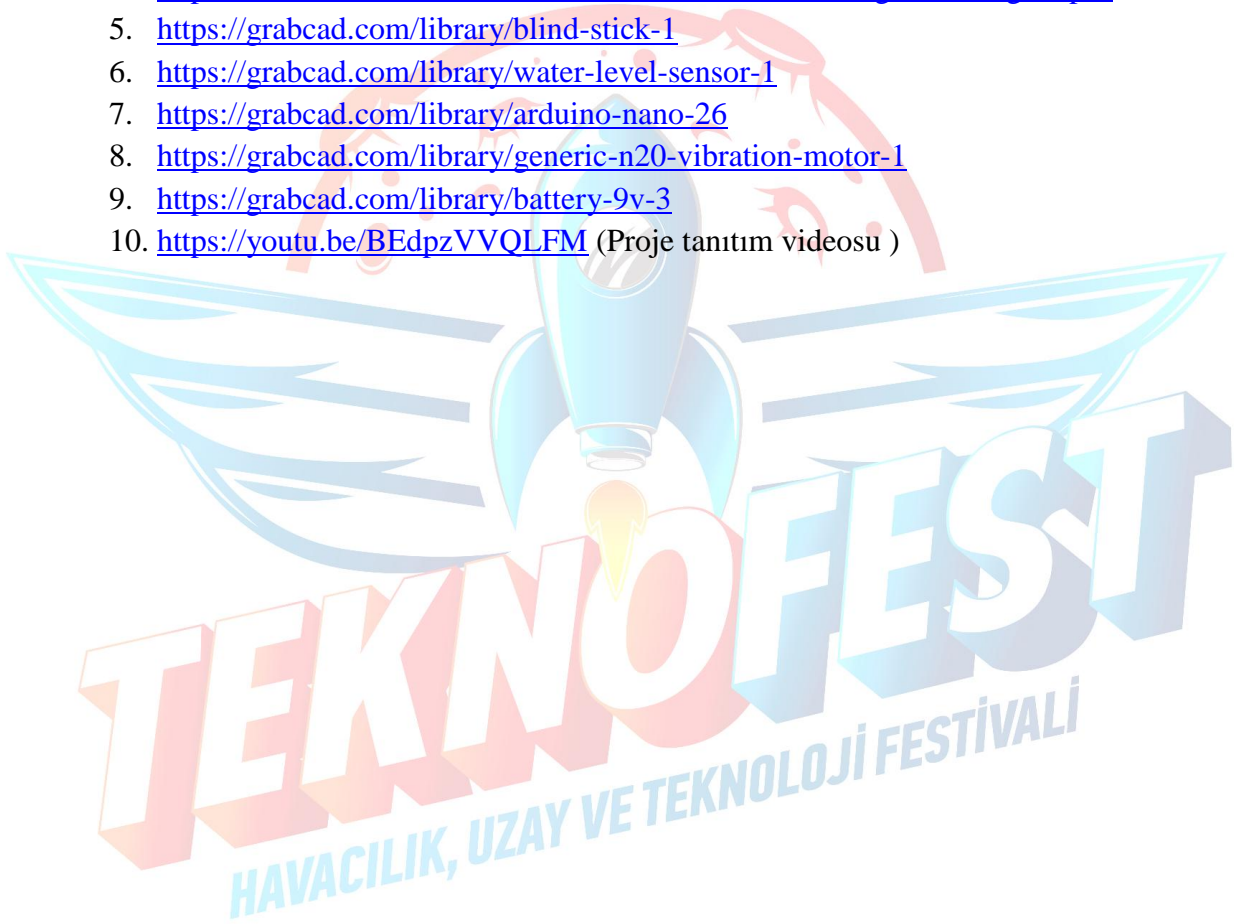 5. https://grabcad.com/library/blind-stick-1
6. https://grabcad.com/library/water-level-sensor-1
7. https://grabcad.com/library/arduino-nano-26
8. https://grabcad.com/library/generic-n20-vibration-motor-1
9. https://grabcad.com/library/battery-9v-3
10. https://youtu.be/BEdpzVVQLFM (Proje tanıtım videosu )
TEKNOFEST
HAVACILIK, UZAY VE TEKNOLOJİ FESTİVALİ